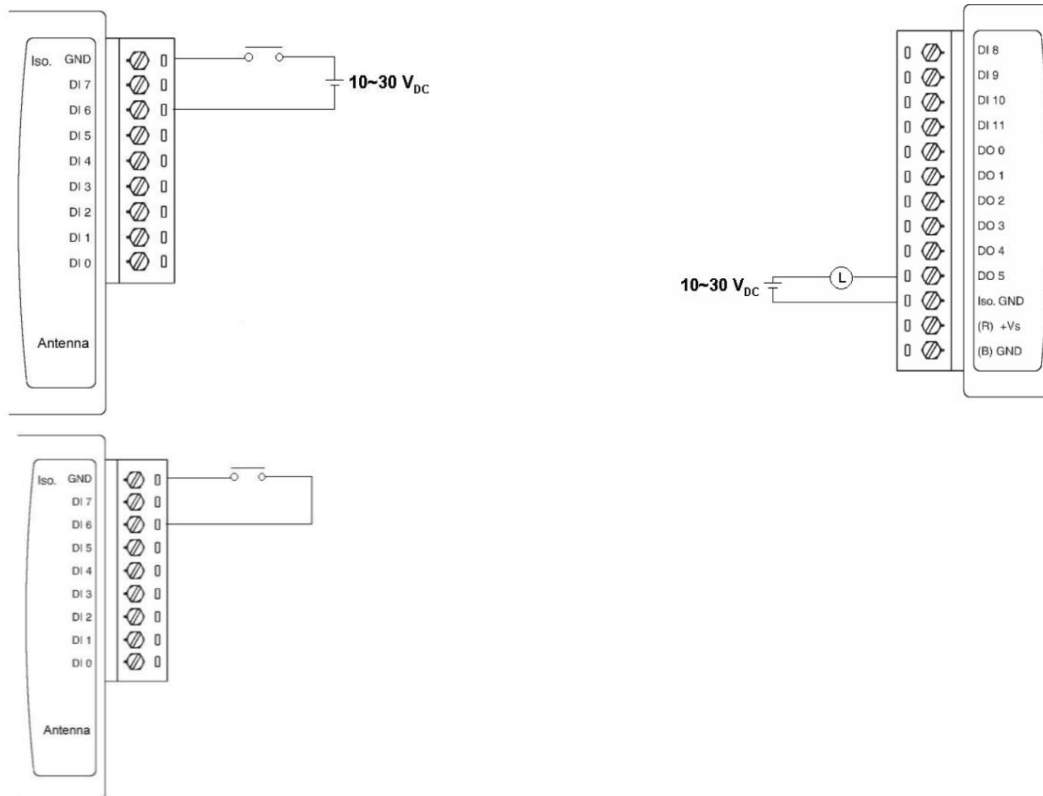 Iso. GND
DI 7
DI 6
DI 5
DI 4
DI 3
DI 2
DI 1
DI 0
Antenna
10~30 VDC
DI 8
DI 9
DI 10
DI 11
DO 0
DO 1
DO 2
DO 3
DO 4
DO 5
Iso. GND
(R) +Vs
(B) GND
10~30 VDC
L
Iso. GND
DI 7
DI 6
DI 5
DI 4
DI 3
DI 2
DI 1
DI 0
Antenna